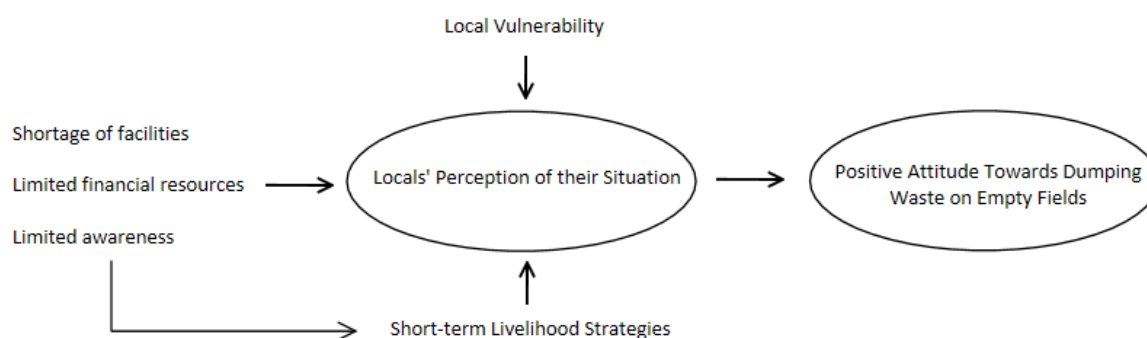 Local Vulnerability
Shortage of facilities
Limited financial resources
Limited awareness
Locals' Perception of their Situation
Positive Attitude Towards Dumping
Waste on Empty Fields
Short-term Livelihood Strategies